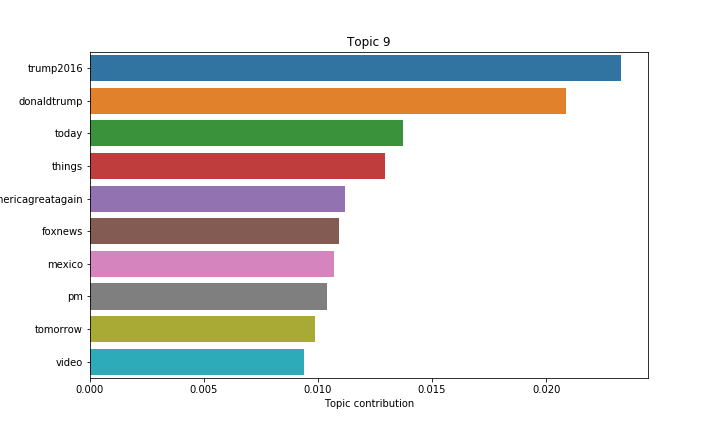 Topic 9
trump2016
donaldtrump
today
things
nericagreatagain
foxnews
mexico
pm
tomorrow
video
0.000 0.005 0.010 0.015 0.020
Topic contribution